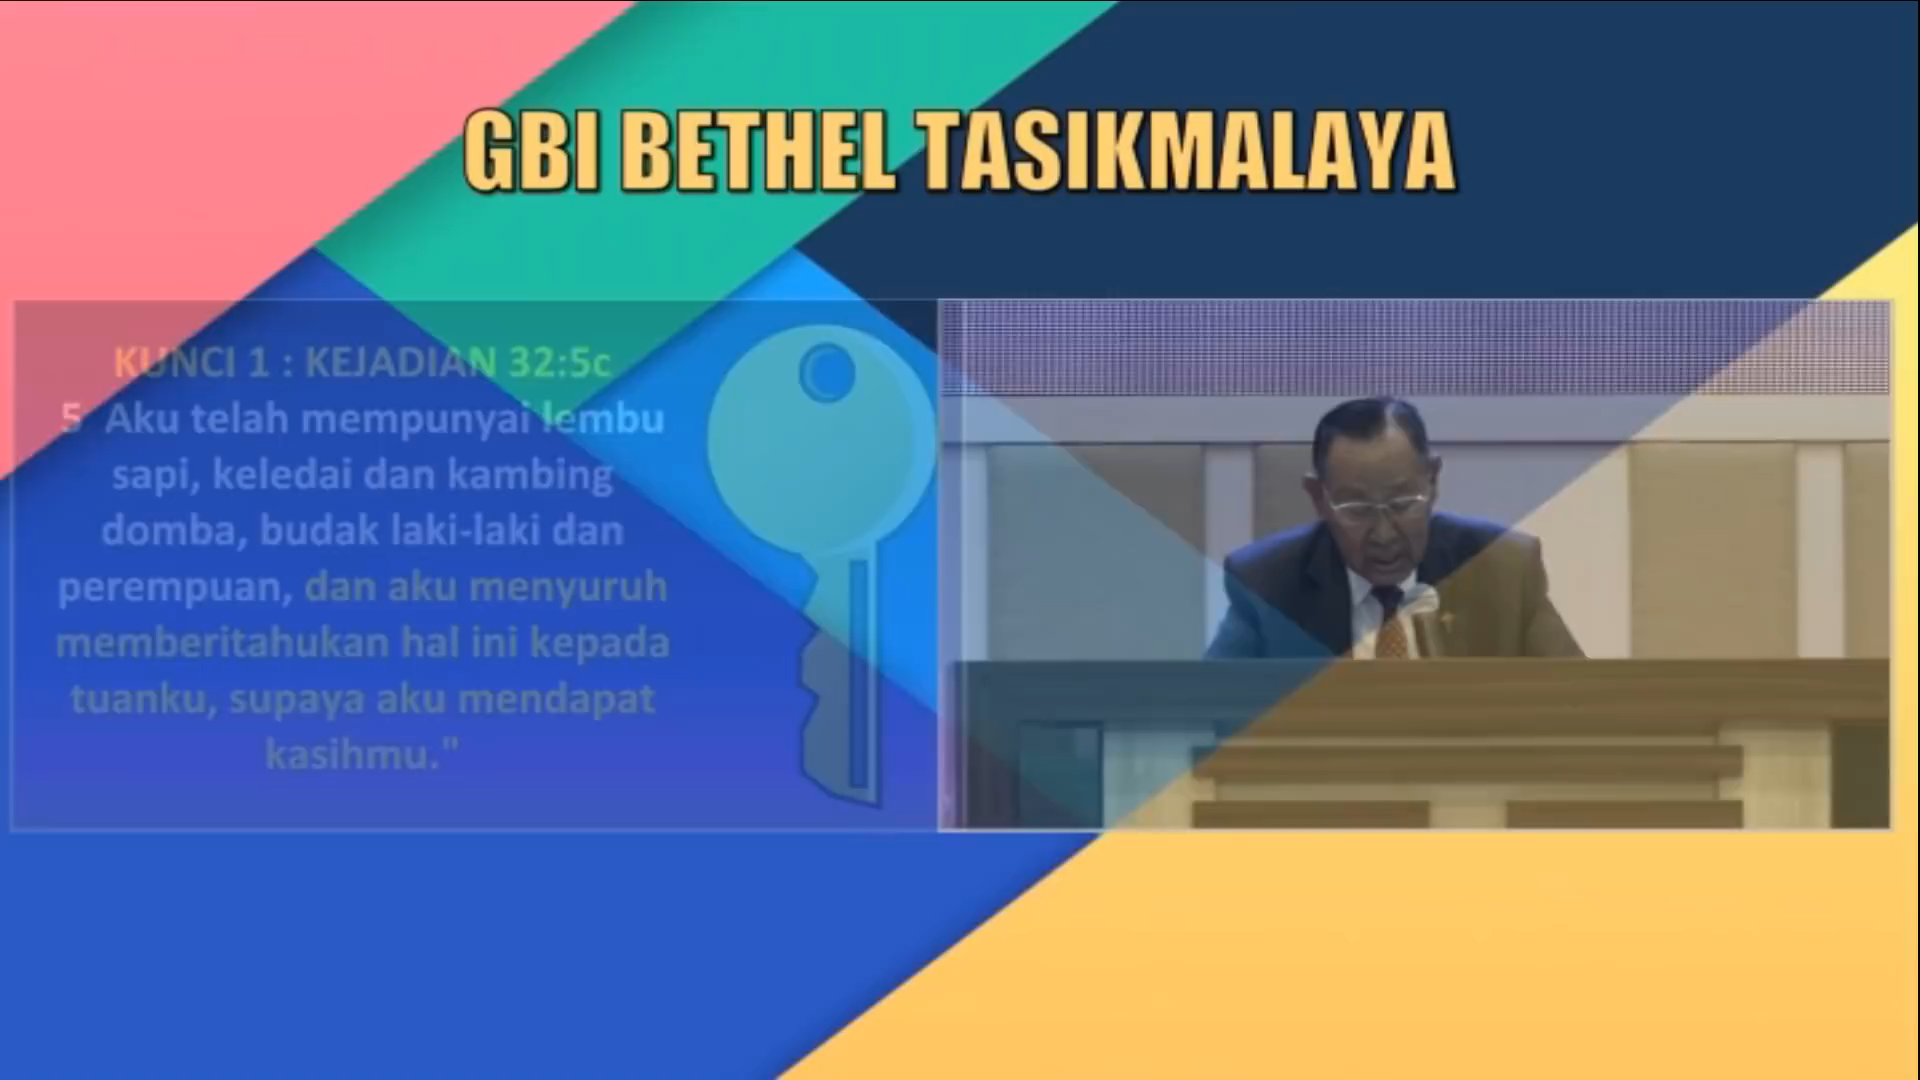 GBI BETHEL TASIKMALAYA
KUNCI 1 : KEJADIAN 32:5c
5 Aku telah mempunyai lembu
sapi, keledai dan kambing
domba, budak laki-laki dan
perempuan, dan aku menyuruh
memberitahukan hal ini kepada
tuanku, supaya aku mendapat
kasihmu."